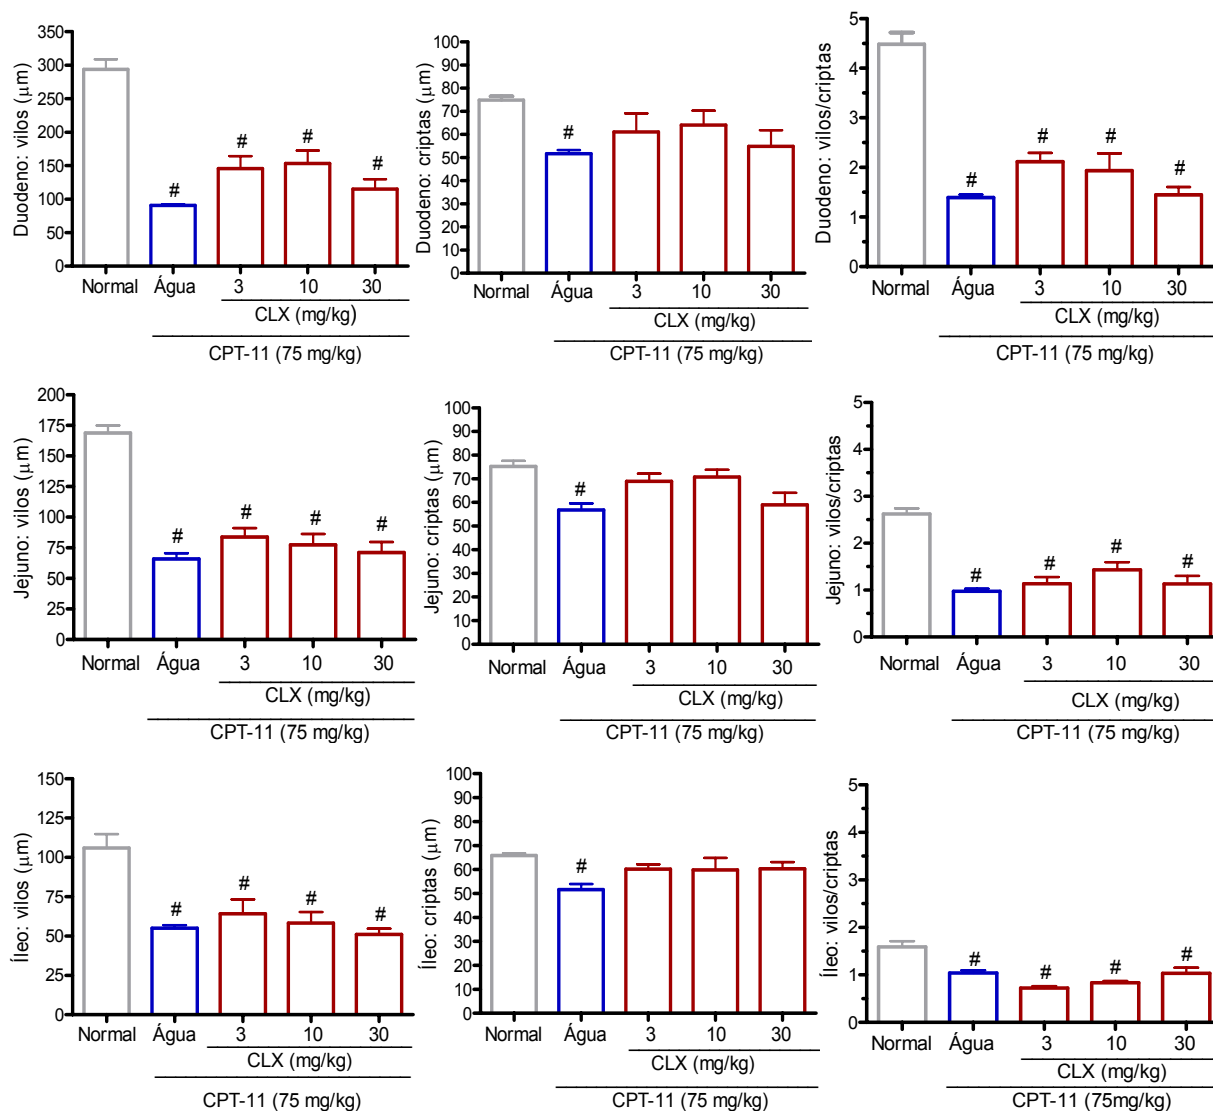 Duodeno: vilos (μm)
350
300
250
200
150
100
50
0
#
#
#
#
Normal
Água
3
10
30
CLX (mg/kg)
CPT-11 (75 mg/kg)
Duodeno: criptas (μm)
100
90
80
70
60
50
40
30
20
10
0
#
Normal
Água
3
10
30
CLX (mg/kg)
CPT-11 (75 mg/kg)
Duodeno: vilos/criptas
5
4
5
2
1
0
#
#
#
#
Normal
Água
3
10
30
CLX (mg/kg)
CPT-11 (75 mg/kg)
Jejuno: vilos (μm)
200
175
150
125
100
75
50
25
0
#
#
#
#
Normal
Água
3
10
30
CLX (mg/kg)
CPT-11 (75 mg/kg)
Jejuno: criptas (μm)
100
90
80
70
60
50
40
30
20
10
0
#
Normal
Água
3
10
30
CLX (mg/kg)
CPT-11 (75 mg/kg)
Jejuno: vilos/criptas
5
5
2
1
0
#
#
#
#
Normal
Água
3
10
30
CLX (mg/kg)
CPT-11 (75 mg/kg)
Íleo: vilos (μm)
150
125
100
75
50
25
0
#
#
#
#
Normal
Água
3
10
30
CLX (mg/kg)
CPT-11 (75 mg/kg)
Íleo: criptas (μm)
100
90
80
70
60
50
40
30
20
10
0
#
Normal
Água
3
10
30
CLX (mg/kg)
CPT-11 (75 mg/kg)
Íleo: vilos/criptas
5
4
5
2
1
0
#
#
#
#
Normal
Água
3
10
30
CLX (mg/kg)
CPT-11 (75mg/kg)